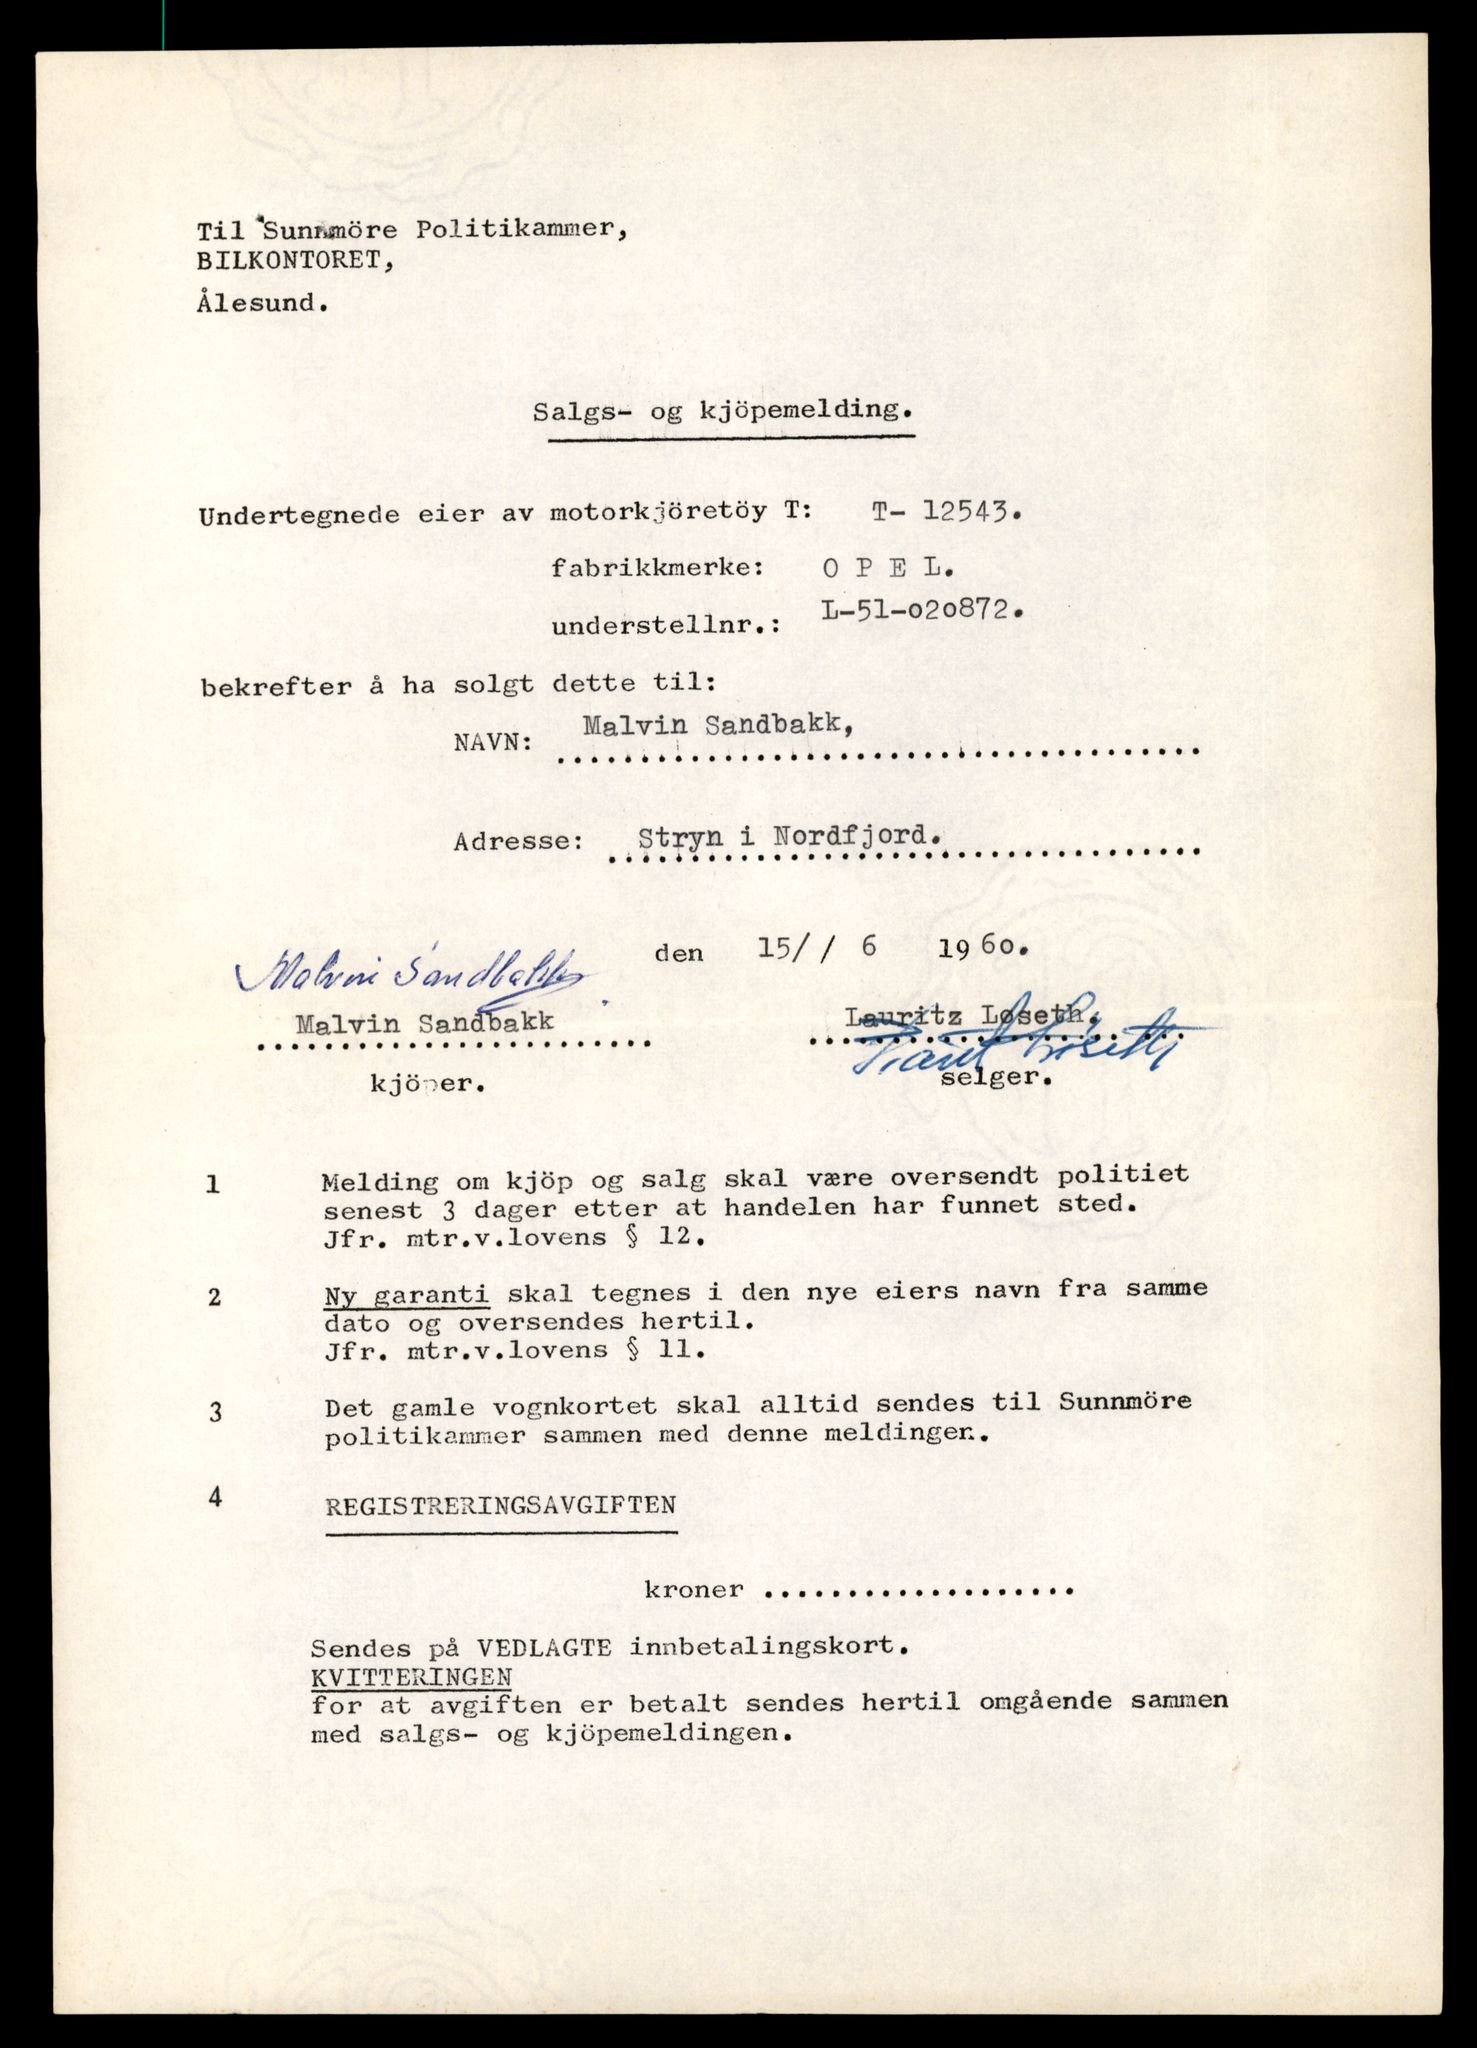 Til Sunnmöre Politikammer,
BILKONTORET,
Ålesund.
Salgs- og kjöpemelding.
Undertegnede eier av motorkjöretöy T: T- 12543.
fabrikkmerke: O P E L.
understellnr.: L-51-020872.
bekrefter å ha solgt dette til:
NAVN: Malvin Sandbakk,
Adresse: Stryn i Nordfjord.
den 15/ / 6 1960.
Malvin Sandbakk
Malvin Sandbakk
Lauritz Løseth.
Løseth
kjöper.
selger.
1 Melding om kjöp og salg skal være oversendt politiet
senest 3 dager etter at handelen har funnet sted.
Jfr. mtr.v.lovens § 12.
2 Ny garanti skal tegnes i den nye eiers navn fra samme
dato og oversendes hertil.
Jfr. mtr.v.lovens § 11.
3 Det gamle vognkortet skal alltid sendes til Sunnmöre
politikammer sammen med denne meldingen.
4 REGISTRERINGSAVGIFTEN
kroner ...................
Sendes på VEDLAGTE innbetalingskort.
KVITTERINGEN
for at avgiften er betalt sendes hertil omgående sammen
med salgs- og kjöpemeldingen.